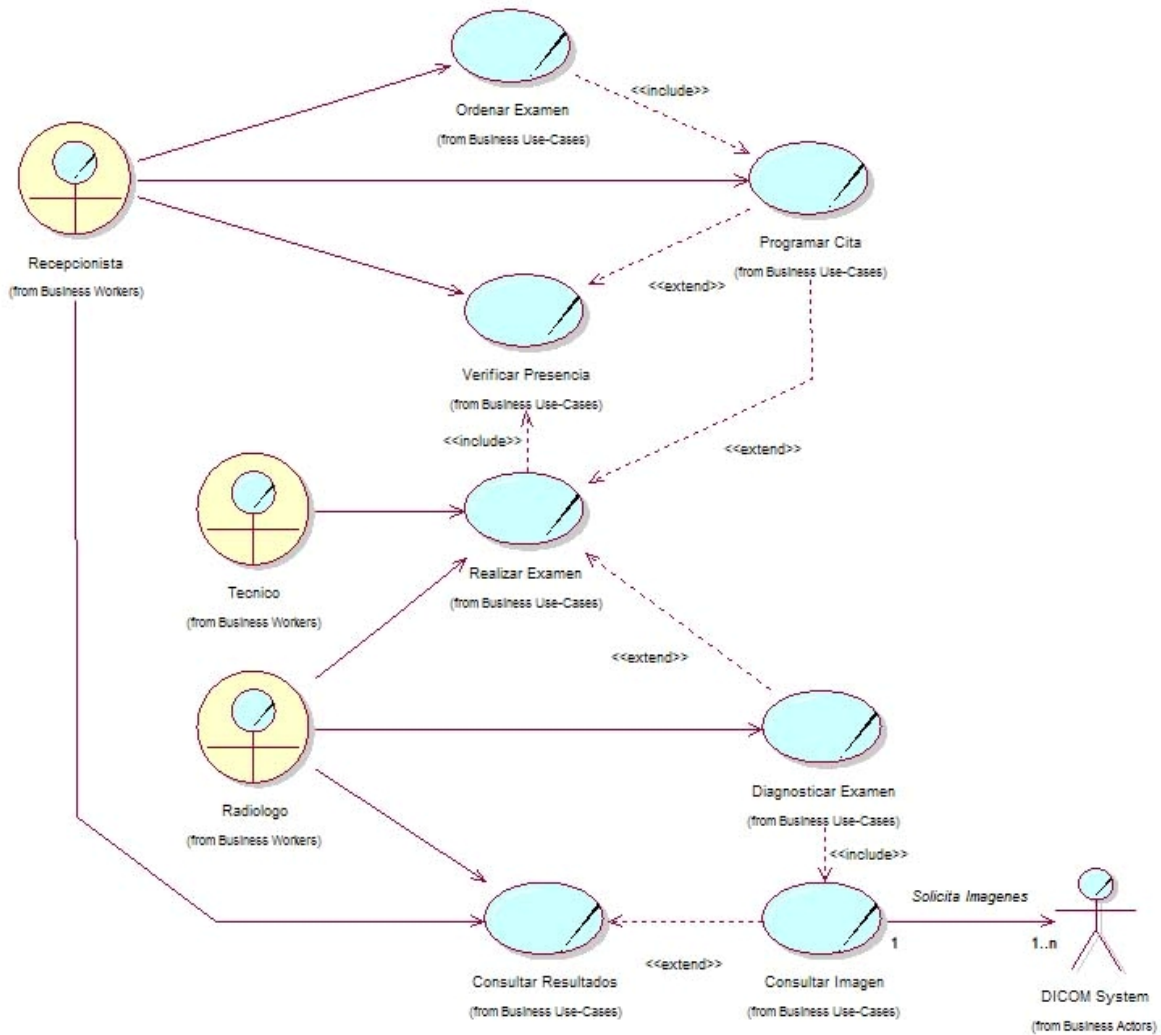 <<include>>
Ordenar Examen
(from Business Use-Cases)
Programar Cita
(from Business Use-Cases)
Recepcionista
(from Business Workers)
<<extend>>
Verificar Presencia
(from Business Use-Cases)
<<include>>
<<extend>>
Realizar Examen
(from Business Use-Cases)
Tecnico
(from Business Workers)
<<extend>>
Diagnosticar Examen
(from Business Use-Cases)
Radiologo
(from Business Workers)
<<include>>
Solicita Imagenes
1
1..n
<<extend>>
Consultar Resultados
(from Business Use-Cases)
Consultar Imagen
(from Business Use-Cases)
DICOM System
(from Business Actors)